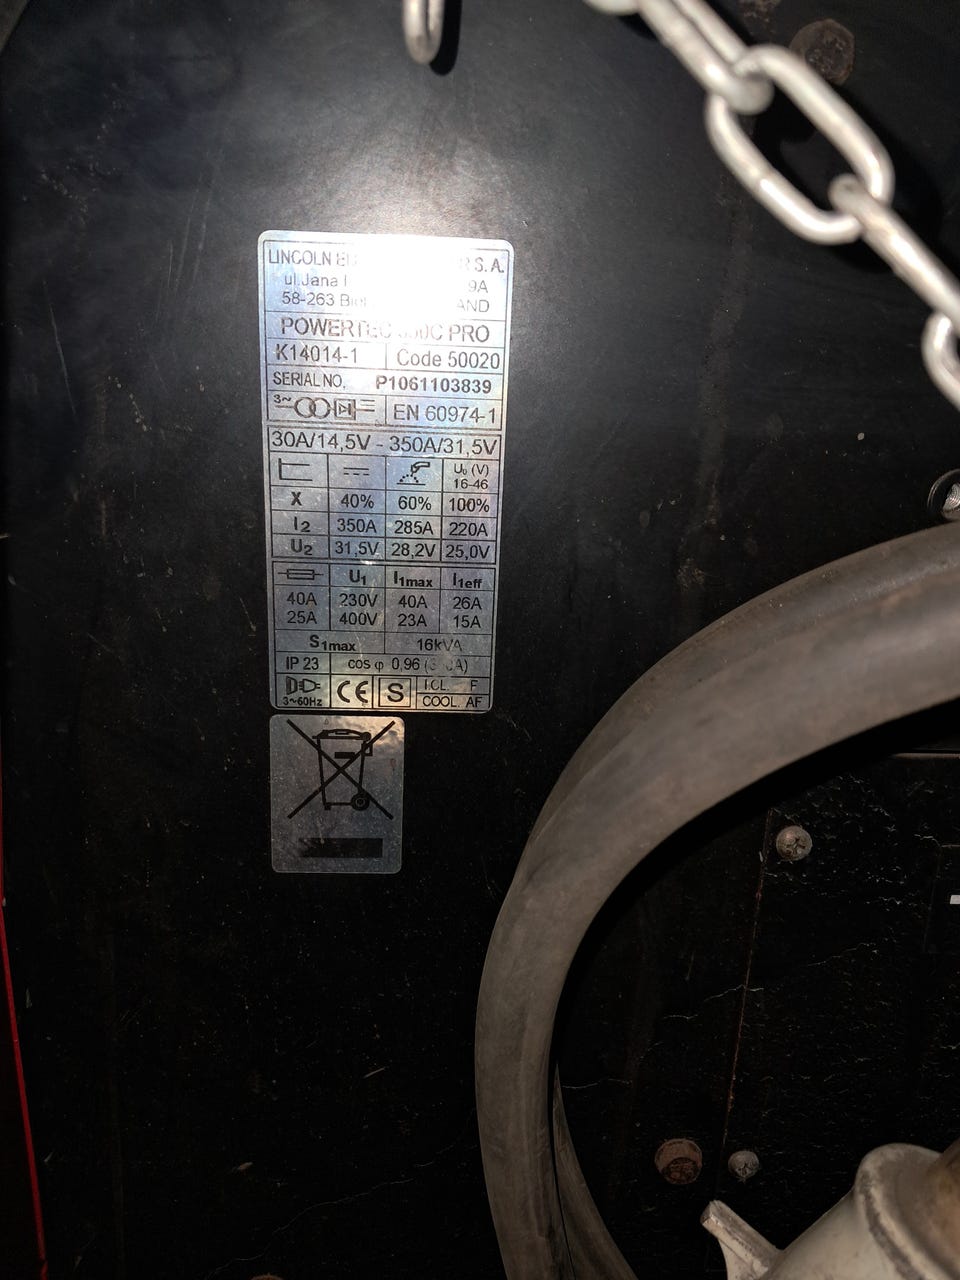 LINCOLN S.A.
ul.Jana 9A
58-263
PRO
K14014-1 Code 50020
SERIAL NO. P1061103839
3~ EN 60974-1
30A/14,5V - 350A/31,5V
U₀ (V)
16-46
X 40% 60% 100%
I2 350A 285A 220A
U2 31,5V 28,2V 25,0V
U1 I1max I1eff
40A 230V 40A 26A
25A 400V 23A 15A
S1max 16kVA
IP 23 cos φ 0,96
3~60Hz CE S F
COOL. AF